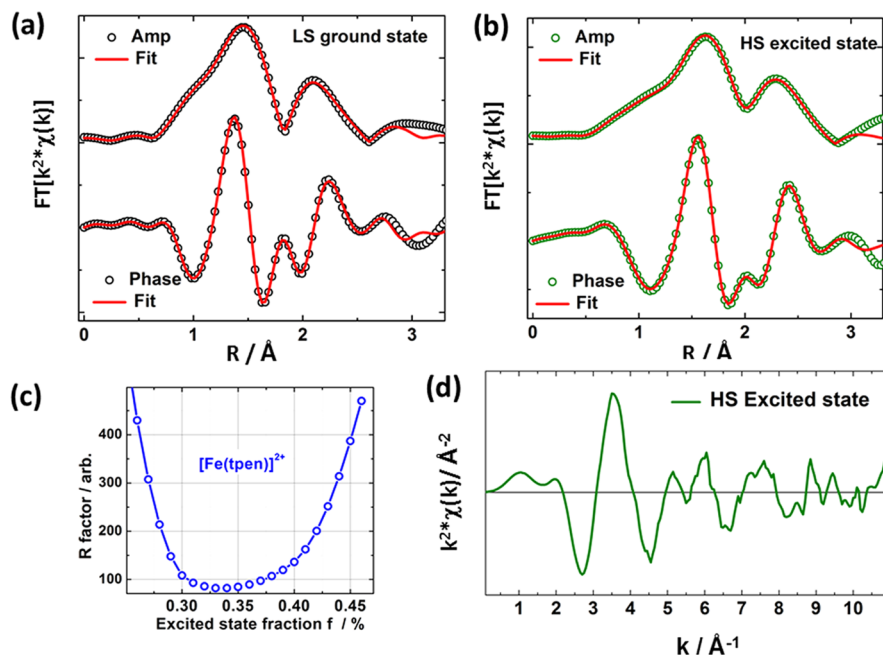 (a)
Amp
Fit
LS ground state
FT[k²*χ(k)]
Phase
Fit
0 1 2 3
R / Å
(b)
Amp
Fit
HS excited state
FT[k²*χ(k)]
Phase
Fit
0 1 2 3
R / Å
(c)
[Fe(tpen)]²⁺
R factor / arb.
400
300
200
100
0.30 0.35 0.40 0.45
Excited state fraction f / %
(d)
HS Excited state
k²*χ(k)/ Å⁻²
1 2 3 4 5 6 7 8 9 10
k / Å⁻¹